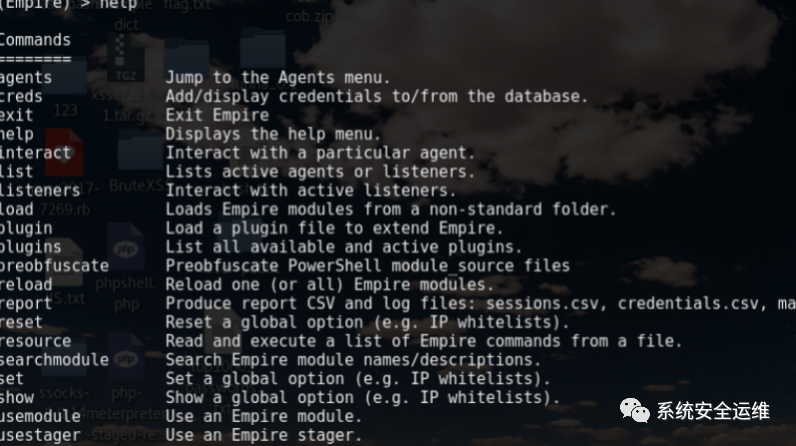 (Empire) > help
Commands
========
agents Jump to the Agents menu.
creds Add/display credentials to/from the database.
exit Exit Empire
help Displays the help menu.
interact Interact with a particular agent.
list Lists active agents or listeners.
listeners Interact with active listeners.
load Loads Empire modules from a non-standard folder.
plugin Load a plugin file to extend Empire.
plugins List all available and active plugins.
preobfuscate Preobfuscate PowerShell module_source files
reload Reload one (or all) Empire modules.
report Produce report CSV and log files: sessions.csv, credentials.csv, ma
reset Reset a global option (e.g. IP whitelists).
resource Read and execute a list of Empire commands from a file.
searchmodule Search Empire module names/descriptions.
set Set a global option (e.g. IP whitelists).
show Show a global option (e.g. IP whitelists).
usemodule Use an Empire module.
usestager Use an Empire stager.
flag.txt
cob.zip
dict
TGZ
123
1.tar.gz
BruteXS
7269.rb
php
phpshell.
php
php
ssocks-
php-
meterpreter
系统安全运维